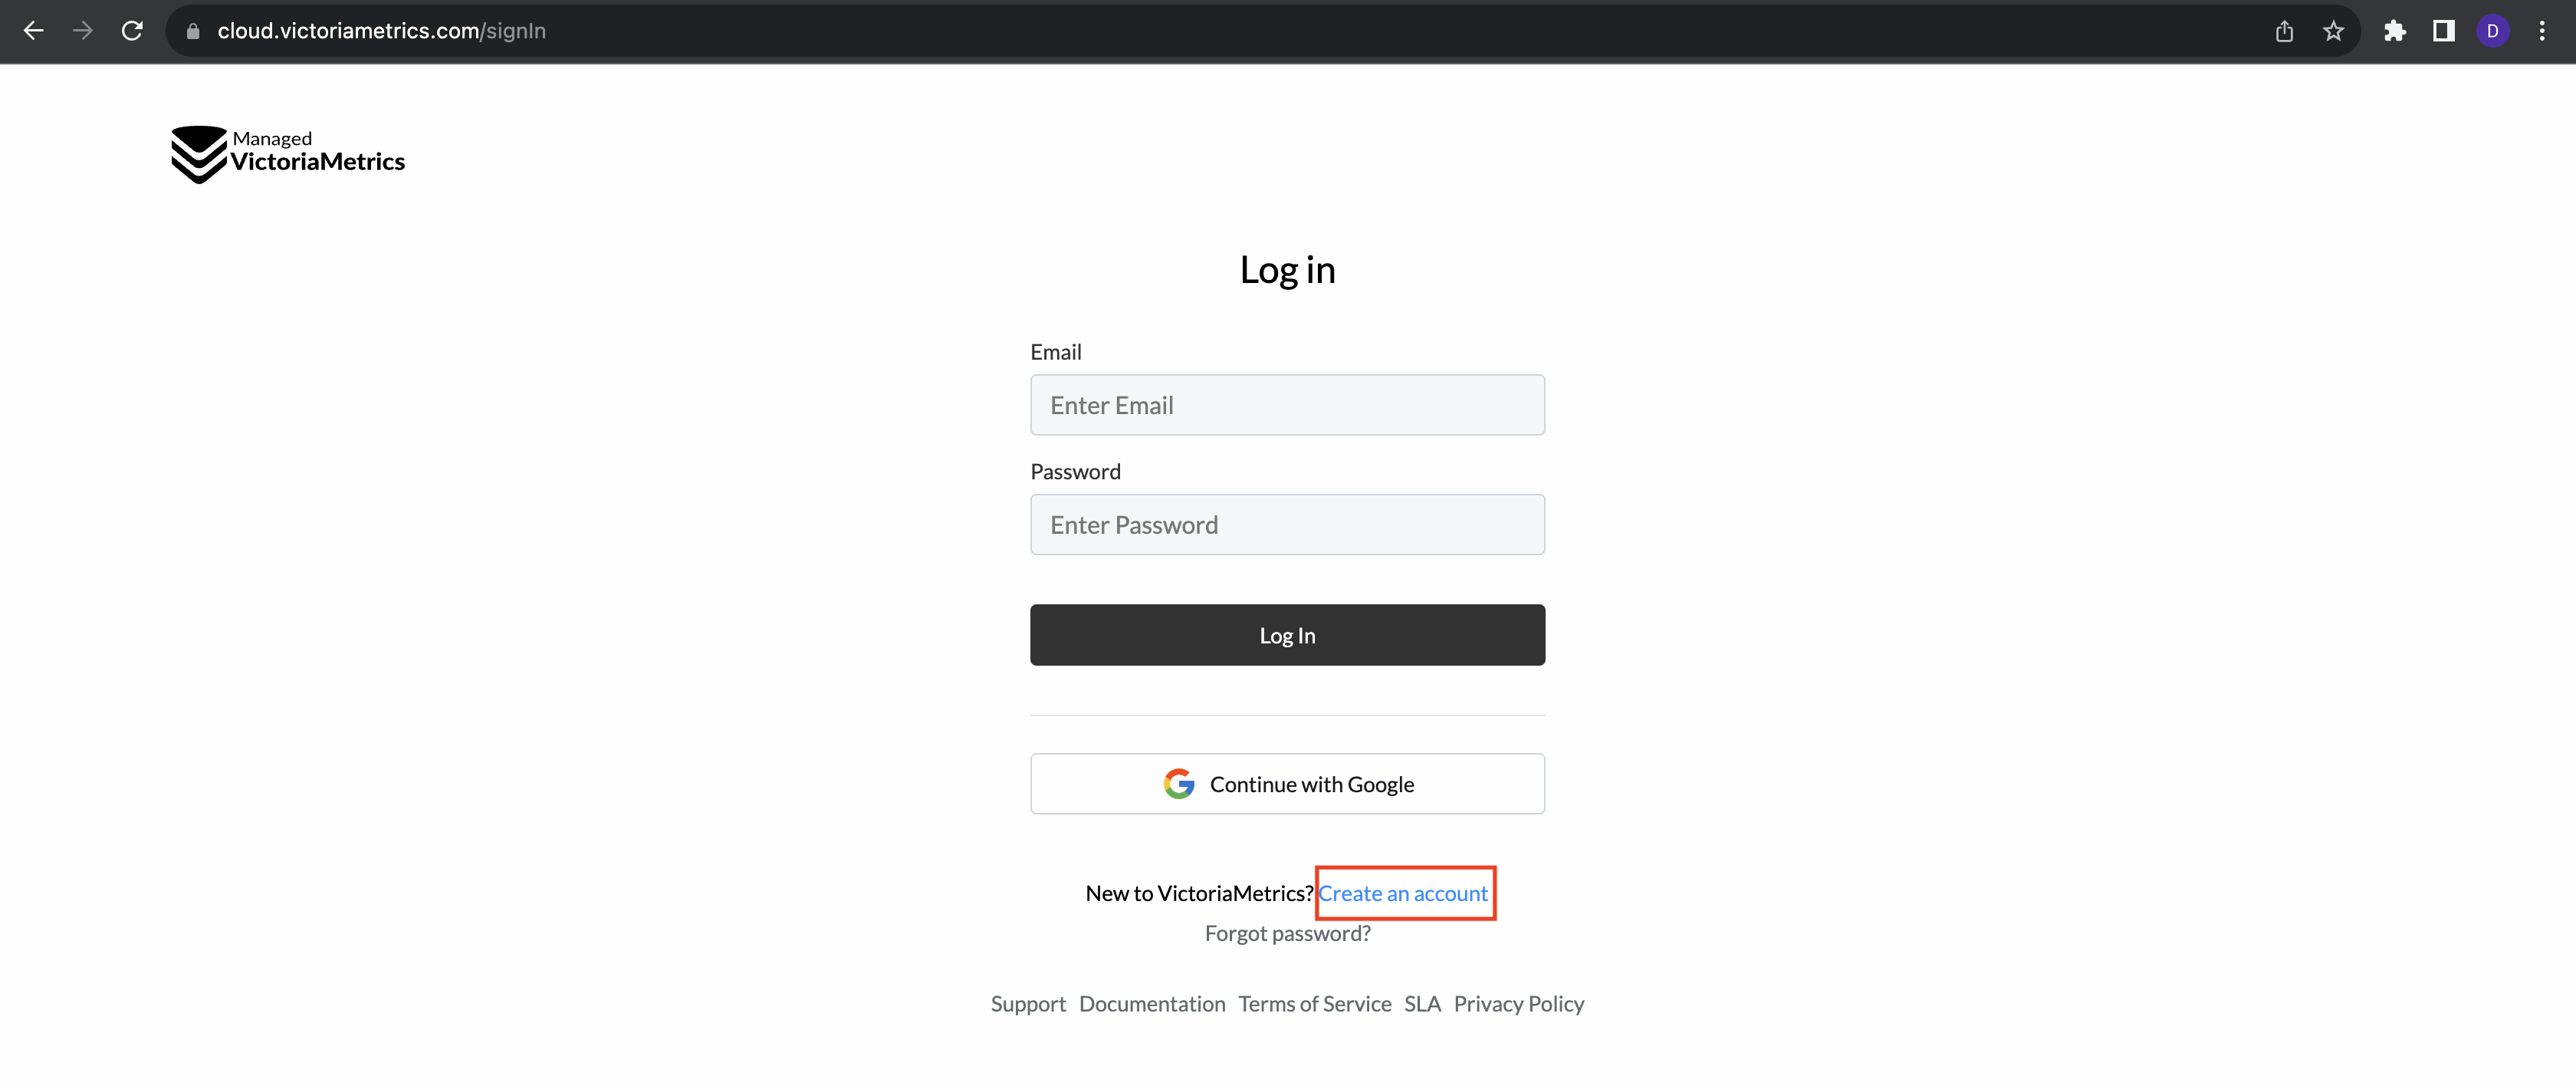 cloud.victoriametrics.com/signIn
D
Managed
VictoriaMetrics
Log in
Email
Enter Email
Password
Enter Password
Log In
Continue with Google
New to VictoriaMetrics? Create an account
Forgot password?
Support Documentation Terms of Service SLA Privacy Policy